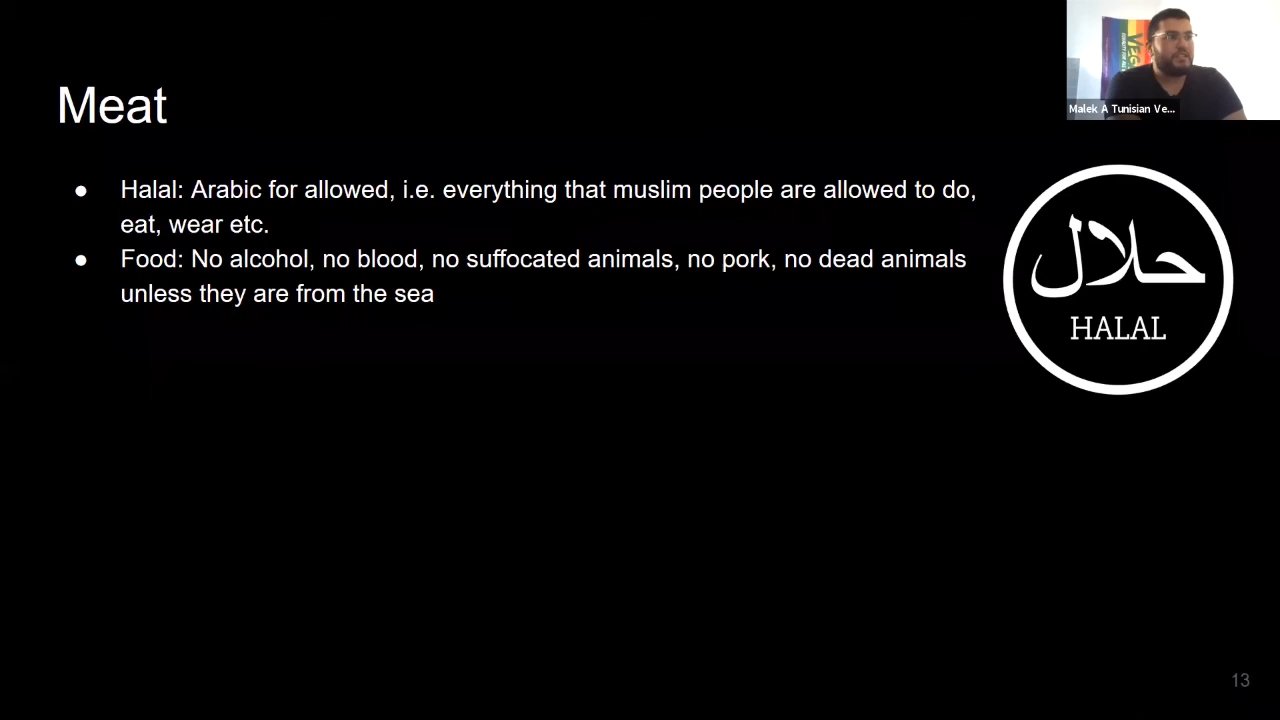 Meat
● Halal: Arabic for allowed, i.e. everything that muslim people are allowed to do,
eat, wear etc.
● Food: No alcohol, no blood, no suffocated animals, no pork, no dead animals
unless they are from the sea
Malek A Tunisian Ve...
حلال
HALAL
13